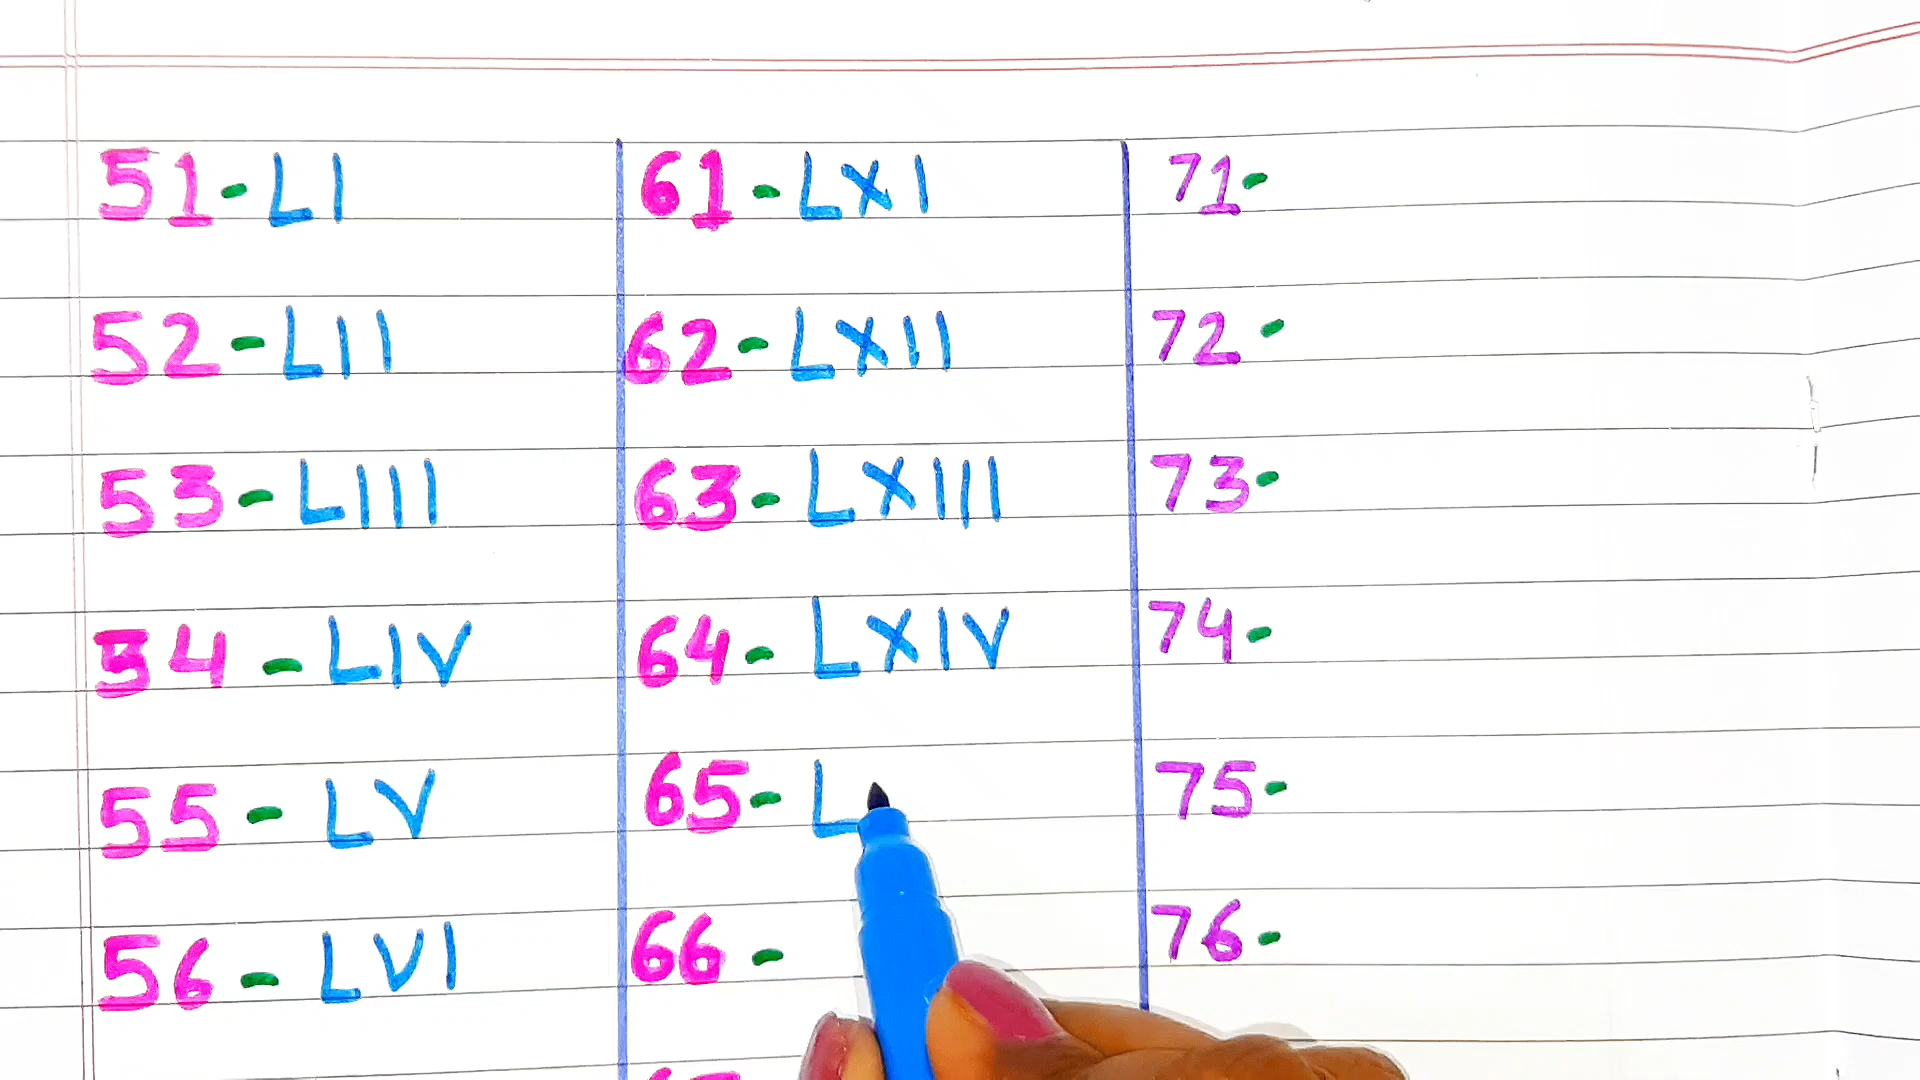 51-LI 61-LXI 71-
52-LII 62-LXII 72-
53-LIII 63-LXIII 73-
54-LIV 64-LXIV 74-
55-LV 65-L 75-
56-LVI 66- 76-